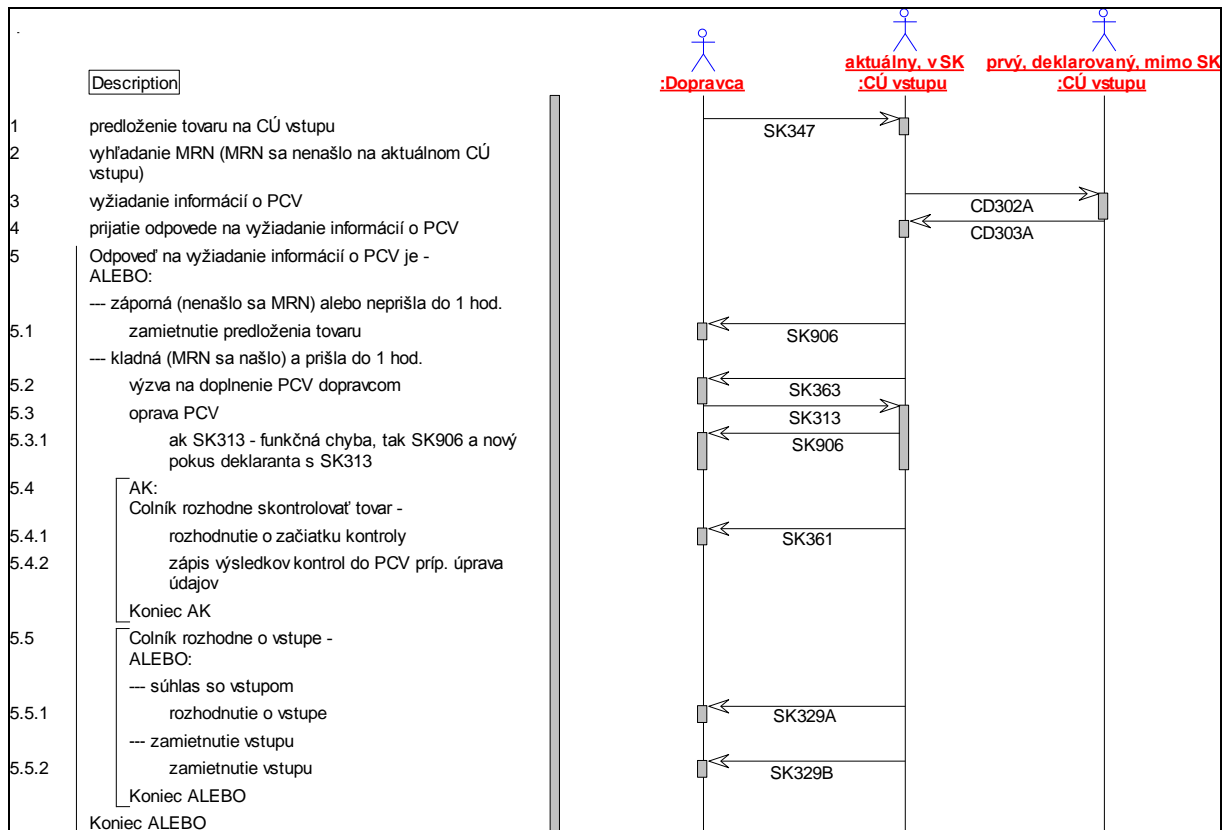 aktuálny, v SK prvý, deklarovaný, mimo SK
Description :Dopravca :CÚ vstupu :CÚ vstupu
1 predloženie tovaru na CÚ vstupu SK347
2 vyhľadanie MRN (MRN sa nenašlo na aktuálnom CÚ
vstupu)
3 vyžiadanie informácií o PCV CD302A
4 prijatie odpovede na vyžiadanie informácií o PCV CD303A
5 Odpoveď na vyžiadanie informácií o PCV je -
ALEBO:
--- záporná (nenašlo sa MRN) alebo neprišla do 1 hod.
5.1 zamietnutie predloženia tovaru SK906
--- kladná (MRN sa našlo) a prišla do 1 hod.
5.2 výzva na doplnenie PCV dopravcom SK363
5.3 oprava PCV SK313
5.3.1 ak SK313 - funkčná chyba, tak SK906 a nový SK906
pokus deklaranta s SK313
5.4 AK:
Colník rozhodne skontrolovať tovar -
5.4.1 rozhodnutie o začiatku kontroly SK361
5.4.2 zápis výsledkov kontrol do PCV príp. úprava
údajov
Koniec AK
5.5 Colník rozhodne o vstupe -
ALEBO:
--- súhlas so vstupom
5.5.1 rozhodnutie o vstupe SK329A
--- zamietnutie vstupu
5.5.2 zamietnutie vstupu SK329B
Koniec ALEBO
Koniec ALEBO